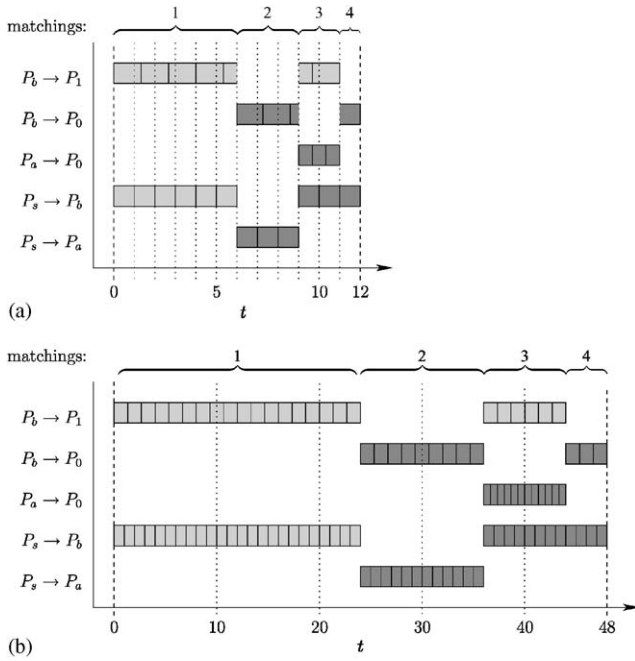 matchings: 1 2 3 4
P_b → P_1
P_b → P_0
P_a → P_0
P_s → P_b
P_s → P_a
0 5 10 12
t
(a)
matchings: 1 2 3 4
P_b → P_1
P_b → P_0
P_a → P_0
P_s → P_b
P_s → P_a
0 10 20 30 40 48
t
(b)